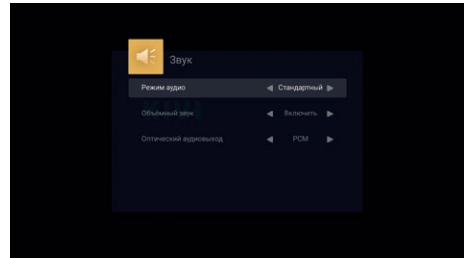 Звук
Режим аудио ◀ Стандартный ▶
Объёмный звук ◀ Включить ▶
Оптический аудиовыход ◀ PCM ▶